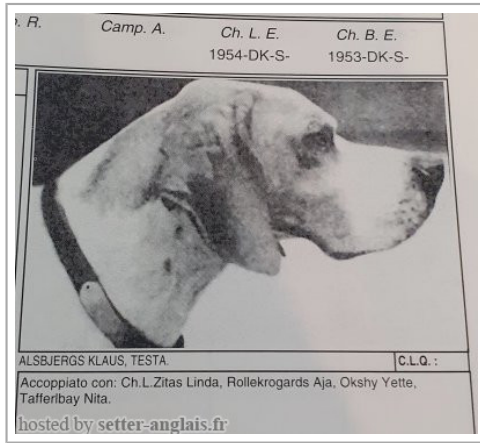 . R.
Camp. A.
Ch. L. E.
Ch. B. E.
1954-DK-S-
1953-DK-S-
ALSBJERGS KLAUS, TESTA.
C.L.Q. :
Accoppiato con: Ch.L.Zitas Linda, Rollekrogards Aja, Okshy Yette,
Tafferlbay Nita.
hosted by setter-anglais.fr